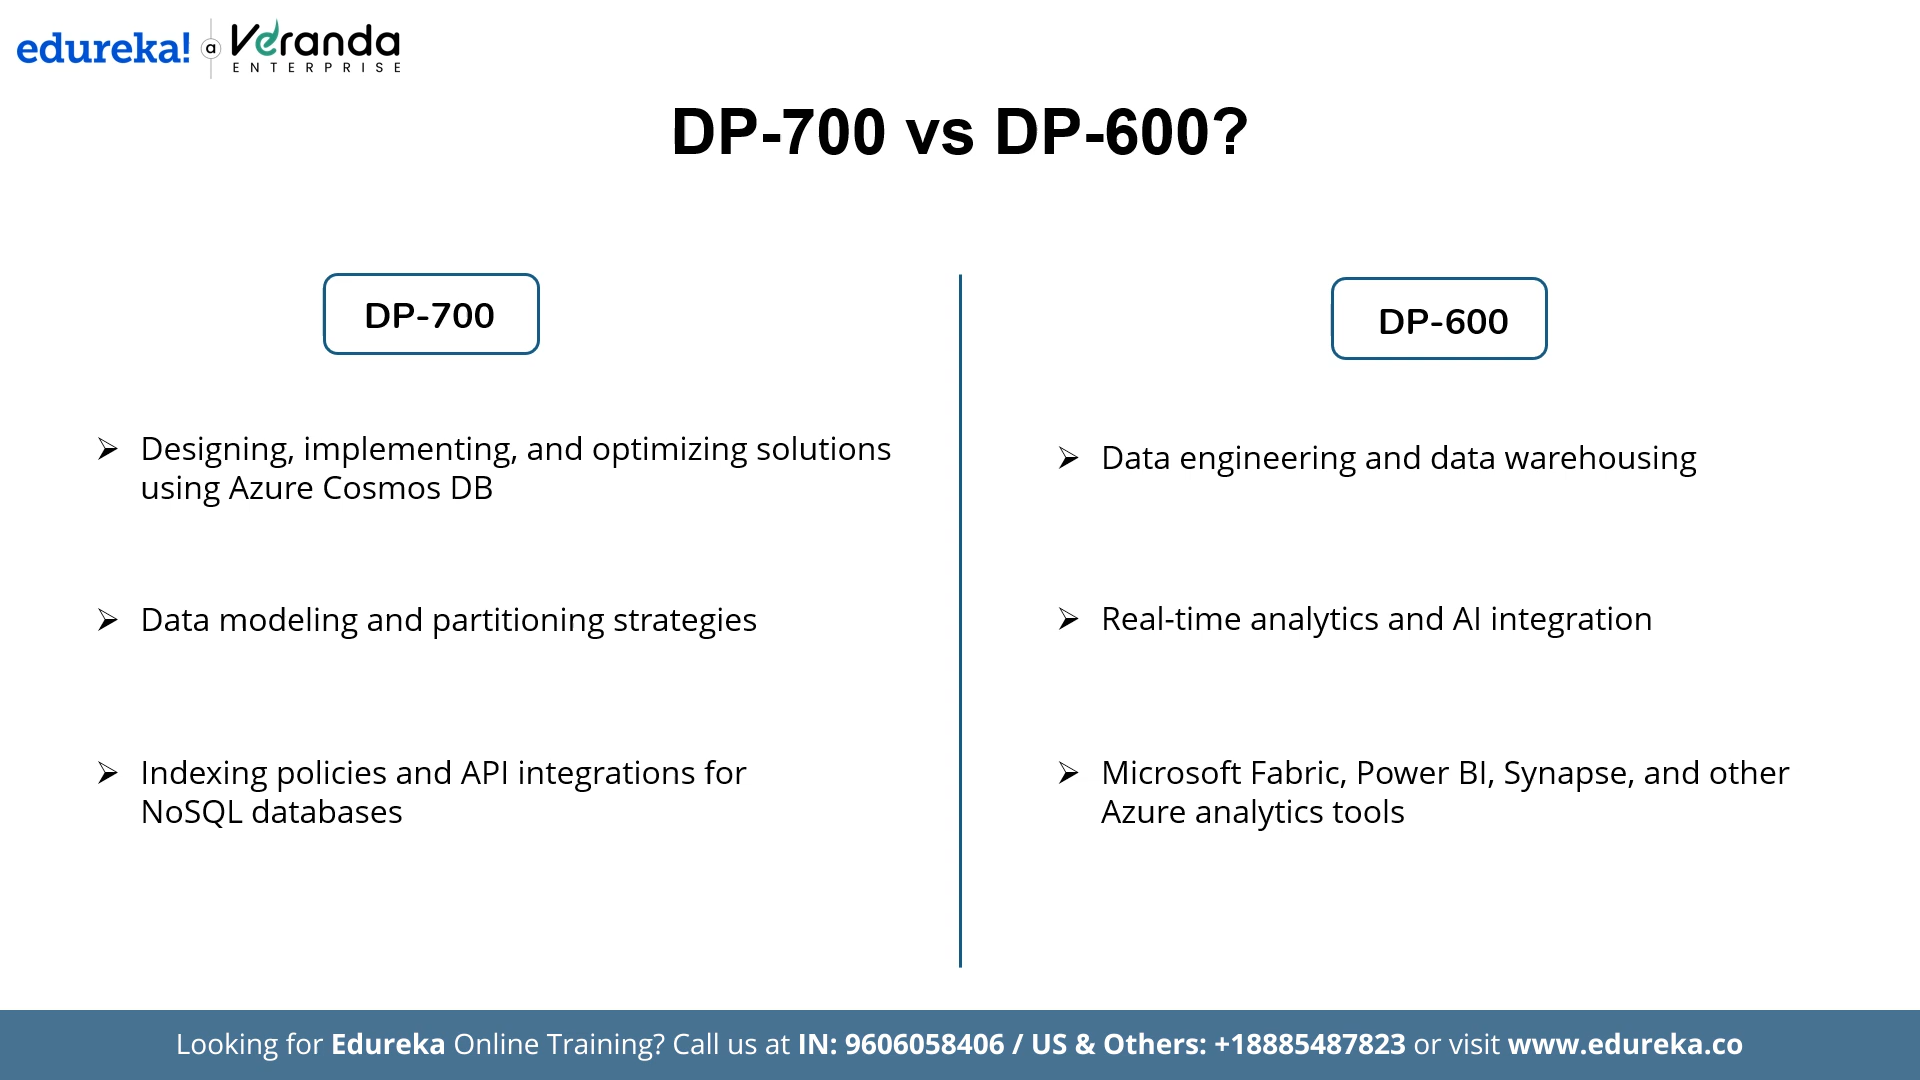 edureka! a Veranda
ENTERPRISE
DP-700 vs DP-600?
DP-700
Designing, implementing, and optimizing solutions
using Azure Cosmos DB
Data modeling and partitioning strategies
Indexing policies and API integrations for
NoSQL databases
DP-600
Data engineering and data warehousing
Real-time analytics and AI integration
Microsoft Fabric, Power BI, Synapse, and other
Azure analytics tools
Looking for Edureka Online Training? Call us at IN: 9606058406 / US & Others: +18885487823 or visit www.edureka.co